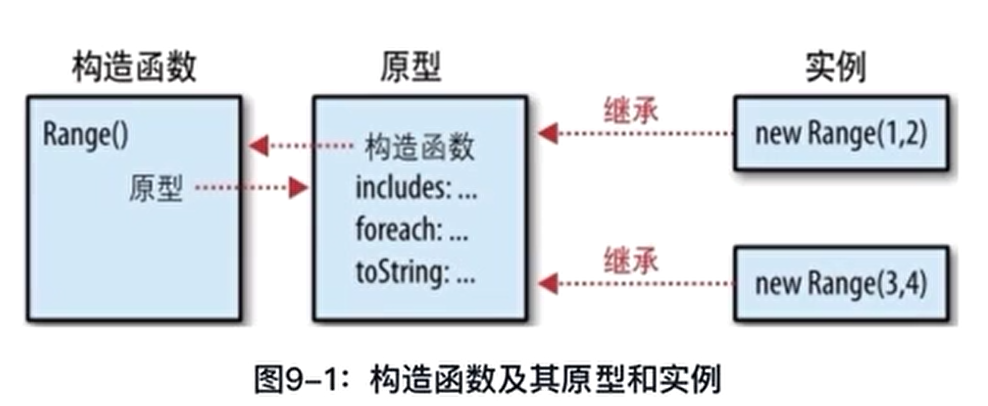 构造函数
原型
实例
Range()
原型
构造函数
includes: ...
foreach: ...
toString: ...
继承
new Range(1,2)
继承
new Range(3,4)
图9-1：构造函数及其原型和实例